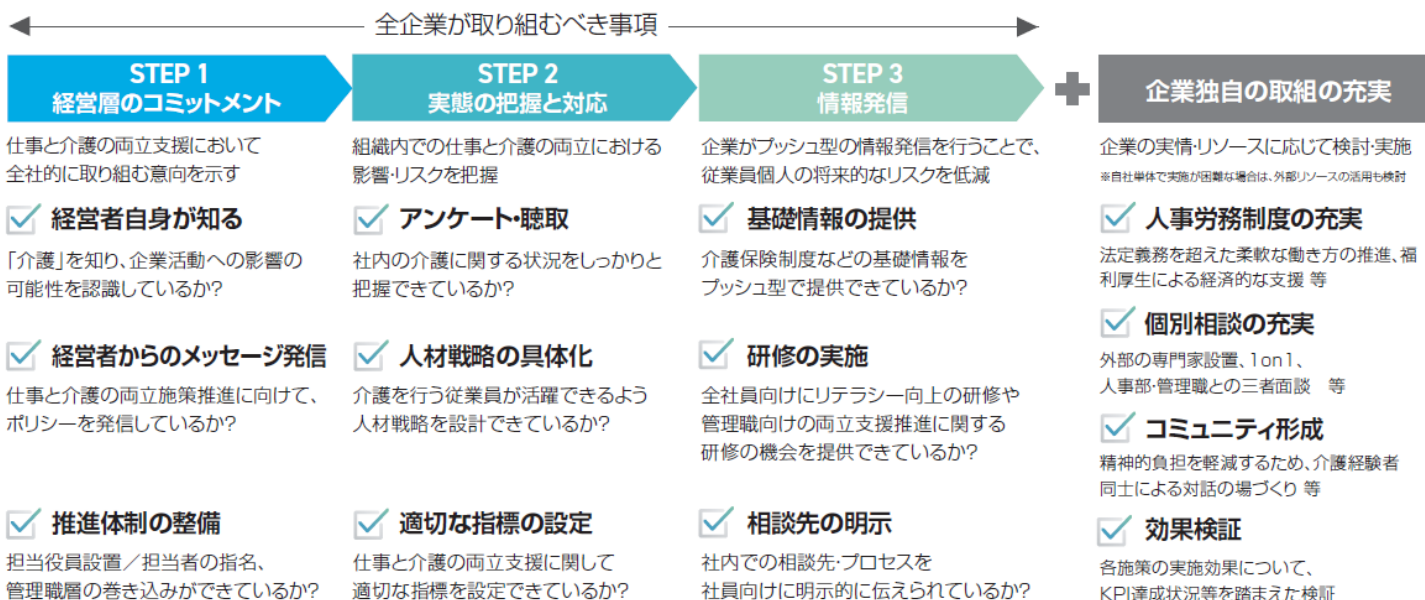 全企業が取り組むべき事項
STEP 1
経営層のコミットメント
仕事と介護の両立支援において
全社的に取り組む意向を示す
経営者自身が知る
「介護」を知り、企業活動への影響の
可能性を認識しているか?
経営者からのメッセージ発信
仕事と介護の両立施策推進に向けて、
ポリシーを発信しているか?
推進体制の整備
担当役員設置／担当者の指名、
管理職層の巻き込みができているか?
STEP 2
実態の把握と対応
組織内での仕事と介護の両立における
影響・リスクを把握
アンケート・聴取
社内の介護に関する状況をしっかりと
把握できているか?
人材戦略の具体化
介護を行う従業員が活躍できるよう
人材戦略を設計できているか?
適切な指標の設定
仕事と介護の両立支援に関して
適切な指標を設定できているか?
STEP 3
情報発信
企業がプッシュ型の情報発信を行うことで、
従業員個人の将来的なリスクを低減
基礎情報の提供
介護保険制度などの基礎情報を
プッシュ型で提供できているか?
研修の実施
全社員向けにリテラシー向上の研修や
管理職向けの両立支援推進に関する
研修の機会を提供できているか?
相談先の明示
社内での相談先・プロセスを
社員向けに明示的に伝えられているか?
企業独自の取組の充実
企業の実情・リソースに応じて検討・実施
※自社単体で実施が困難な場合は、外部リソースの活用も検討
人事労務制度の充実
法定義務を超えた柔軟な働き方の推進、福
利厚生による経済的な支援 等
個別相談の充実
外部の専門家設置、1on1、
人事部・管理職との三者面談　等
コミュニティ形成
精神的負担を軽減するため、介護経験者
同士による対話の場づくり 等
効果検証
各施策の実施効果について、
KPI達成状況等を踏まえた検証